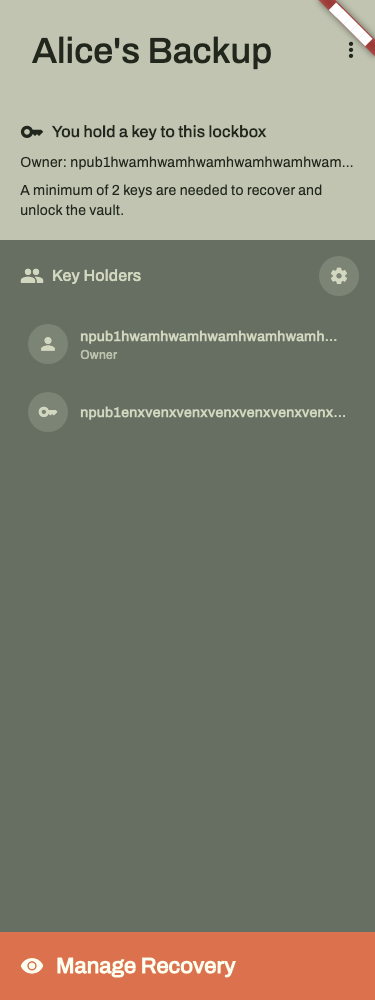 Alice's Backup
You hold a key to this lockbox
Owner: npub1hwamhwamhwamhwamhwamhwam...
A minimum of 2 keys are needed to recover and
unlock the vault.
Key Holders
npub1hwamhwamhwamhwamhwamh...
Owner
npub1enxvenxvenxvenxvenxvenxvenx...
Manage Recovery